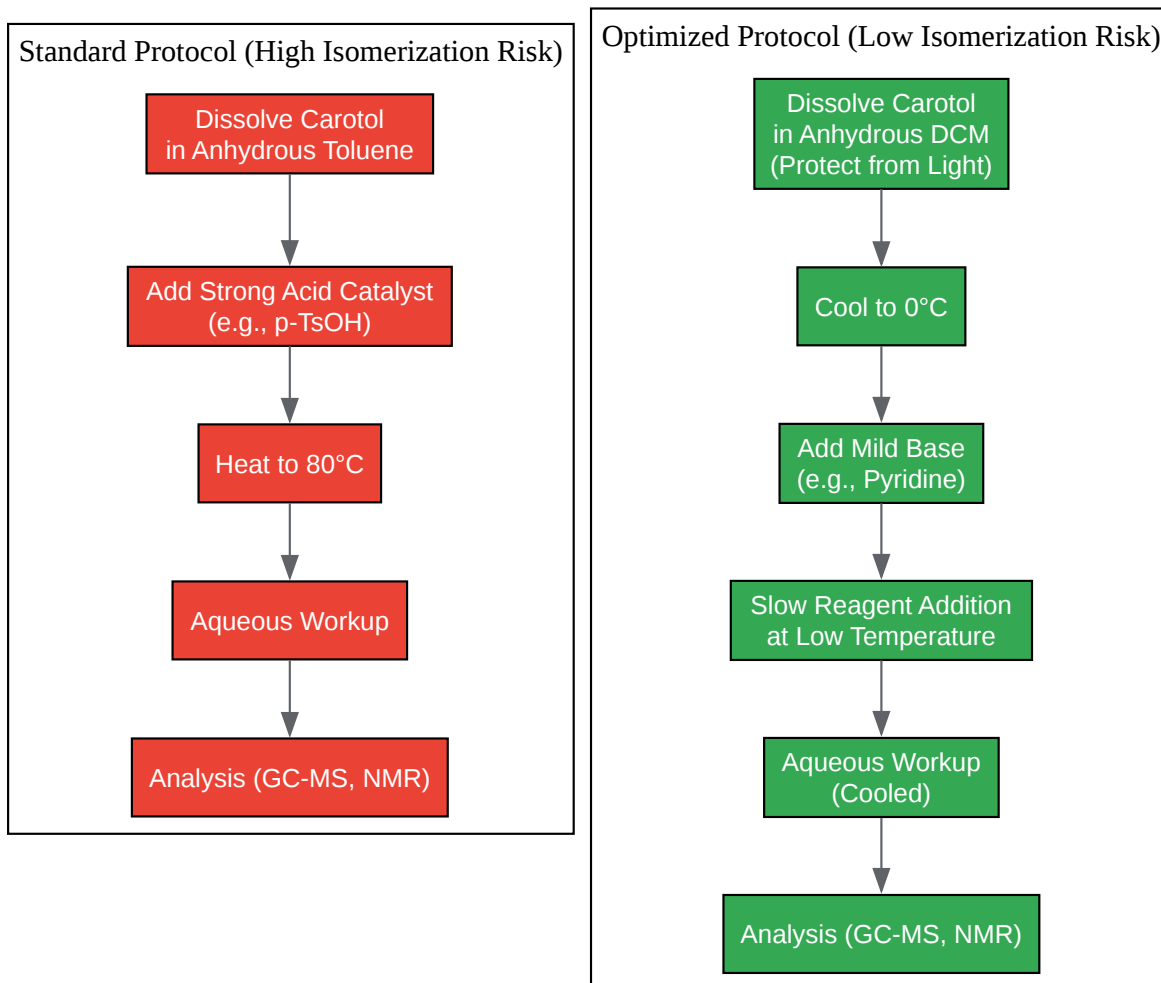 Standard Protocol (High Isomerization Risk)
Dissolve Carotol
in Anhydrous Toluene
Add Strong Acid Catalyst
(e.g., p-TsOH)
Heat to 80°C
Aqueous Workup
Analysis (GC-MS, NMR)
Optimized Protocol (Low Isomerization Risk)
Dissolve Carotol
in Anhydrous DCM
(Protect from Light)
Cool to 0°C
Add Mild Base
(e.g., Pyridine)
Slow Reagent Addition
at Low Temperature
Aqueous Workup
(Cooled)
Analysis (GC-MS, NMR)